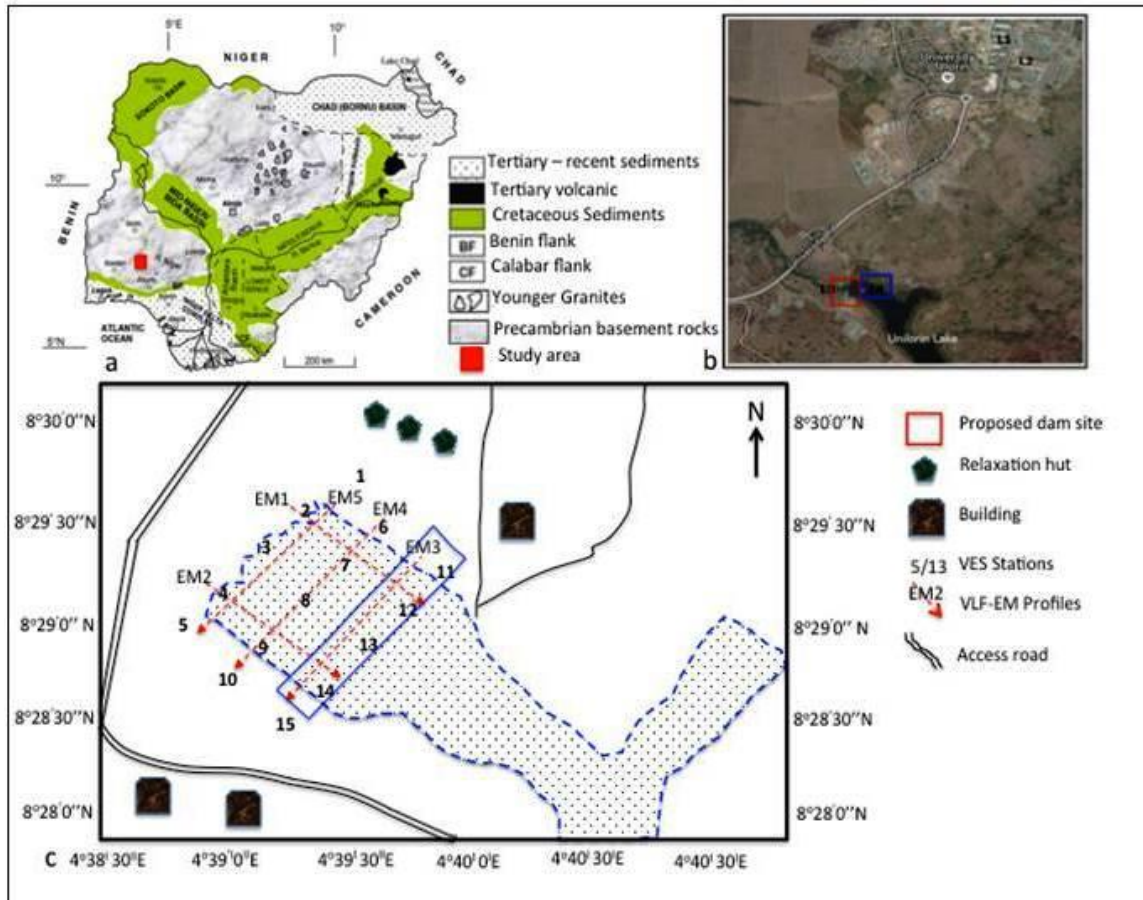 5°E
10°
NIGER
CHAD
Lake Chad
SOKOTO BASIN
CHAD (BORNU) BASIN
10°
BENIN
CAMEROON
Lagos
ATLANTIC
OCEAN
5°N
200 km
a
Tertiary – recent sediments
Tertiary volcanic
Cretaceous Sediments
BF
Benin flank
CF
Calabar flank
Younger Granites
Precambrian basement rocks
Study area
Unilorin Lake
b
8°30'0''N
8°29'30''N
8°29'0''N
8°28'30''N
8°28'0''N
N
1
EM1
2
EM5
EM4
6
3
7
EM3
11
EM2
4
8
12
5
13
9
10
14
15
8°30'0''N
8°29'30''N
8°29'0''N
8°28'30''N
8°28'0''N
C
4°38'30''E
4°39'0''E
4°39'30''E
4°40'0'E
4°40'30''E
4°40'30''E
Proposed dam site
Relaxation hut
Building
5/13
VES Stations
EM2
VLF-EM Profiles
Access road